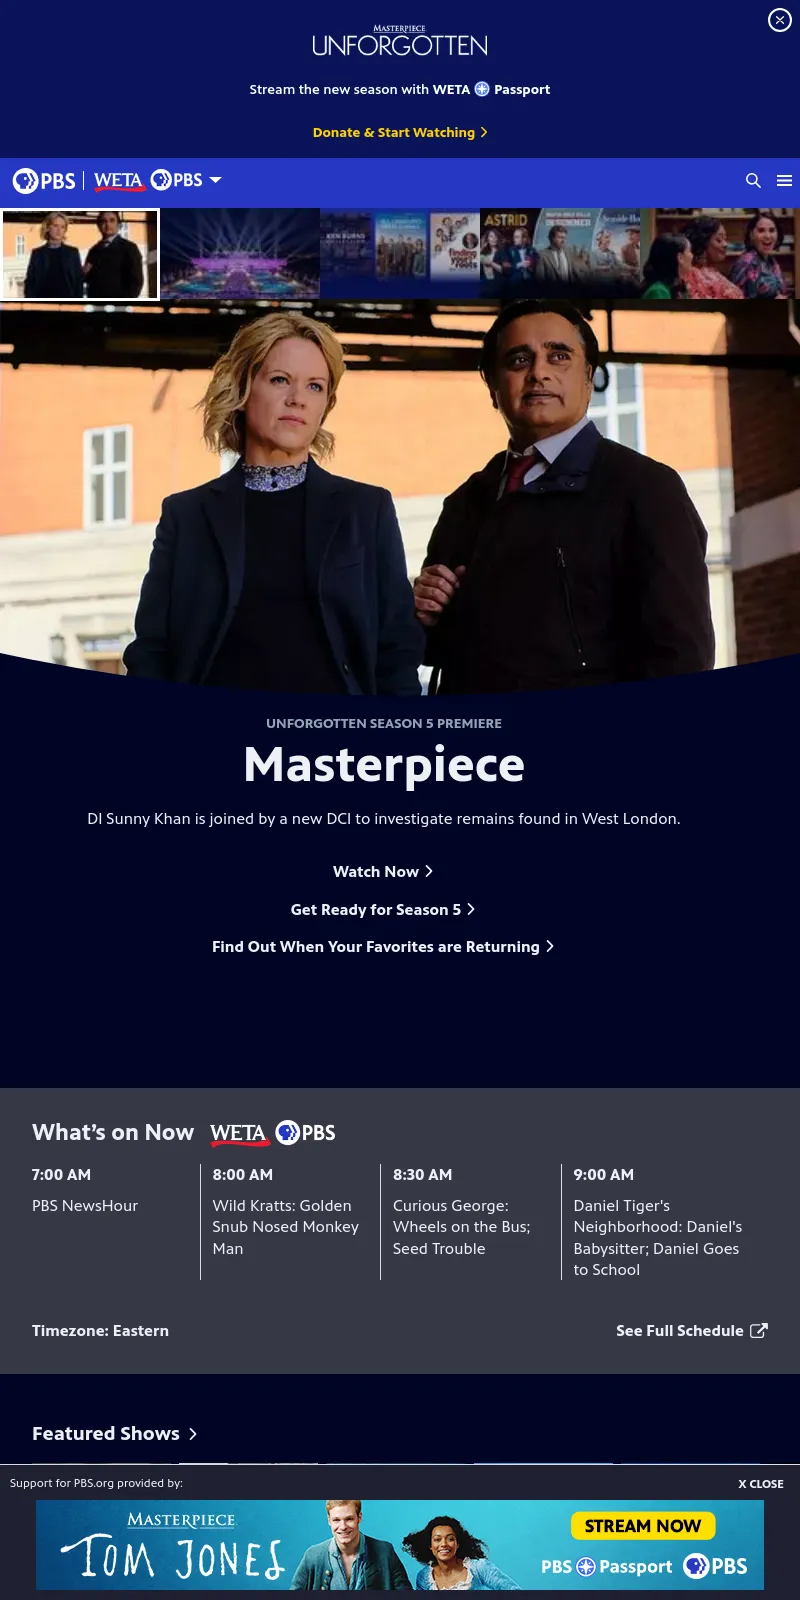 MASTERPIECE
UNFORGOTTEN
Stream the new season with WETA Passport
Donate & Start Watching
PBS WETA PBS
KEN BURNS
finding your roots
ASTRID
Seaside Hotel
UNFORGOTTEN SEASON 5 PREMIERE
Masterpiece
DI Sunny Khan is joined by a new DCI to investigate remains found in West London.
Watch Now
Get Ready for Season 5
Find Out When Your Favorites are Returning
What’s on Now WETA PBS
7:00 AM
PBS NewsHour
8:00 AM
Wild Kratts: Golden
Snub Nosed Monkey
Man
8:30 AM
Curious George:
Wheels on the Bus;
Seed Trouble
9:00 AM
Daniel Tiger's
Neighborhood: Daniel's
Babysitter; Daniel Goes
to School
Timezone: Eastern
See Full Schedule
Featured Shows
Support for PBS.org provided by:
X CLOSE
MASTERPIECE
TOM JONES
STREAM NOW
PBS Passport PBS